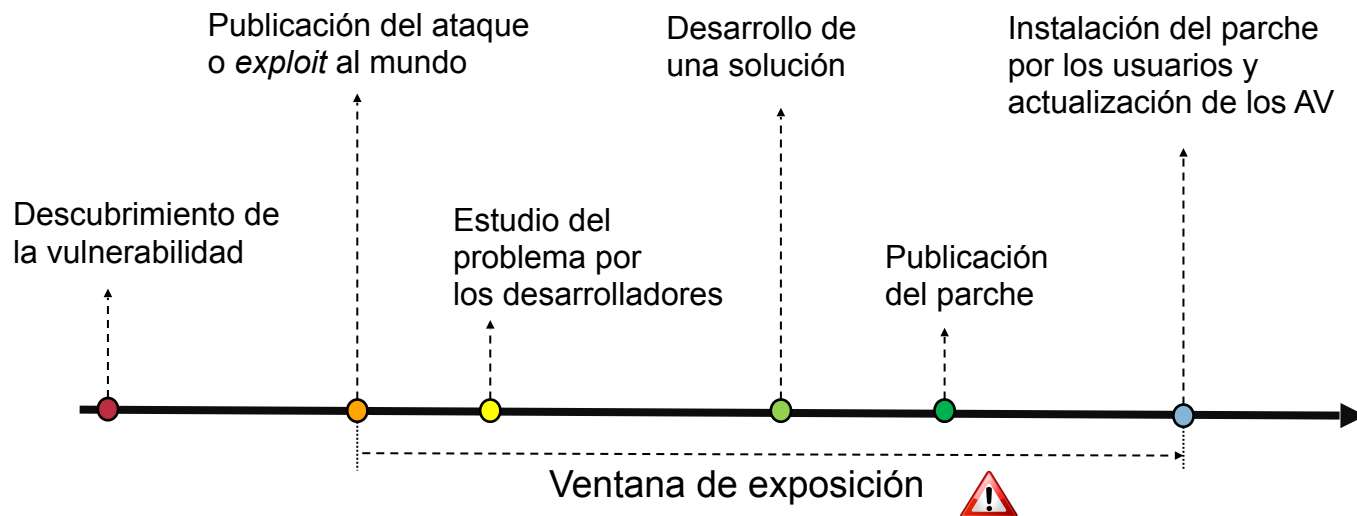 Publicación del ataque
o exploit al mundo
Desarrollo de
una solución
Instalación del parche
por los usuarios y
actualización de los AV
Descubrimiento de
la vulnerabilidad
Estudio del
problema por
los desarrolladores
Publicación
del parche
Ventana de exposición